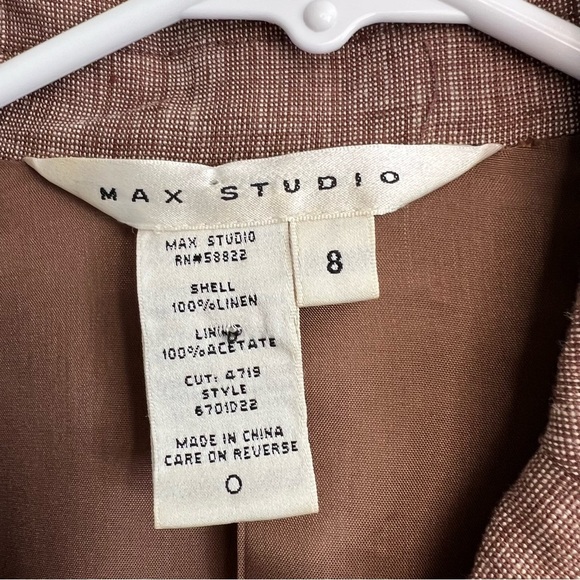 MAX STUDIO
MAX STUDIO
RN#58822
8
SHELL
100%LINEN
LINING
100%ACETATE
CUT: 4719
STYLE
6701D22
MADE IN CHINA
CARE ON REVERSE
O